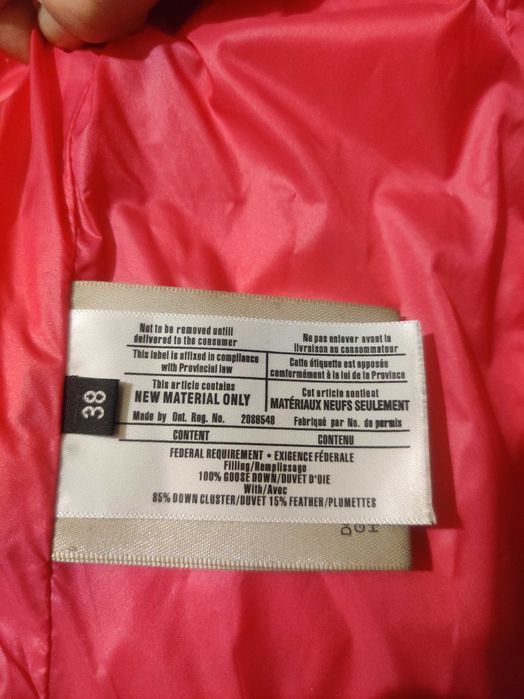 Not to be removed untill
delivered to the consumer
Ne pas enlever avant la
livraison au consommateur
This label is affixed in compliance
with Provincial law
Cette étiquette est apposée
conformément à la loi de la Province
This article contains
NEW MATERIAL ONLY
Cet article sontient
MATÉRIAUX NEUFS SEULEMENT
Made by Ont. Reg. No. 2086548 Fabriqué par No. de permis
CONTENT CONTENU
FEDERAL REQUIREMENT • EXIGENCE FÉDERALE
Filling/Remplissage
100% GOOSE DOWN/DUVET D'OIE
With/Avec
85% DOWN CLUSTER/DUVET 15% FEATHER/PLUMETTES
38